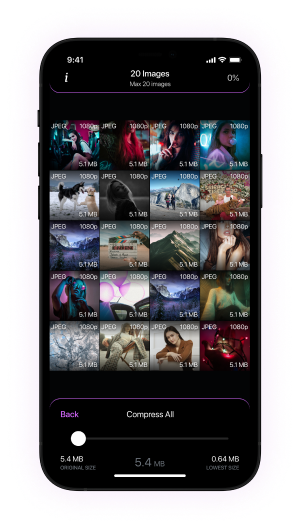 9:41
i
20 Images
Max 20 images
0%
JPEG 1080p JPEG 1080p JPEG 1080p JPEG 1080p
5.1 MB 5.1 MB 5.1 MB 5.1 MB
JPEG 1080p JPEG 1080p JPEG 1080p JPEG 1080p
5.1 MB 5.1 MB 5.1 MB 5.1 MB
JPEG 1080p JPEG 1080p JPEG 1080p JPEG 1080p
5.1 MB 5.1 MB 5.1 MB 5.1 MB
JPEG 1080p JPEG 1080p JPEG 1080p JPEG 1080p
5.1 MB 5.1 MB 5.1 MB 5.1 MB
JPEG 1080p JPEG 1080p JPEG 1080p JPEG 1080p
5.1 MB 5.1 MB 5.1 MB 5.1 MB
Back
Compress All
5.4 MB
ORIGINAL SIZE
5.4 MB
0.64 MB
LOWEST SIZE